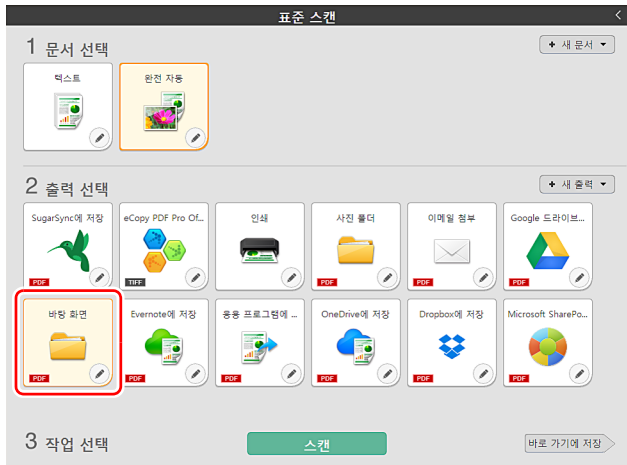 표준 스캔
1 문서 선택
+ 새 문서
텍스트
완전 자동
2 출력 선택
+ 새 출력
SugarSync에 저장
eCopy PDF Pro Of...
인쇄
사진 폴더
이메일 첨부
Google 드라이브...
PDF
TIFF
PDF
PDF
PDF
바탕 화면
Evernote에 저장
응용 프로그램에 ...
OneDrive에 저장
Dropbox에 저장
Microsoft SharePo...
PDF
PDF
PDF
PDF
PDF
PDF
3 작업 선택
스캔
바로 가기에 저장